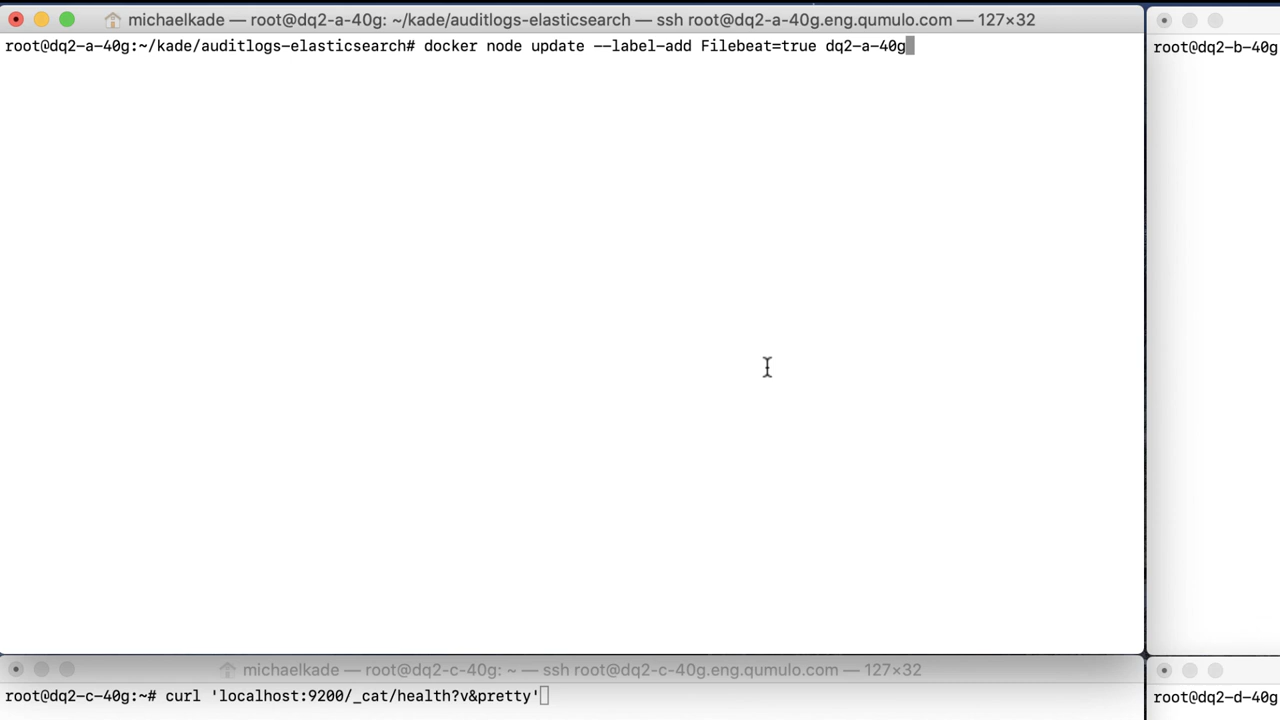 michaelkade — root@dq2-a-40g: ~/kade/auditlogs-elasticsearch — ssh root@dq2-a-40g.eng.qumulo.com — 127×32
root@dq2-a-40g:~/kade/auditlogs-elasticsearch# docker node update --label-add Filebeat=true dq2-a-40g
root@dq2-b-40g
michaelkade — root@dq2-c-40g: ~ — ssh root@dq2-c-40g.eng.qumulo.com — 127×32
root@dq2-c-40g:~# curl 'localhost:9200/_cat/health?v&pretty'
root@dq2-d-40g